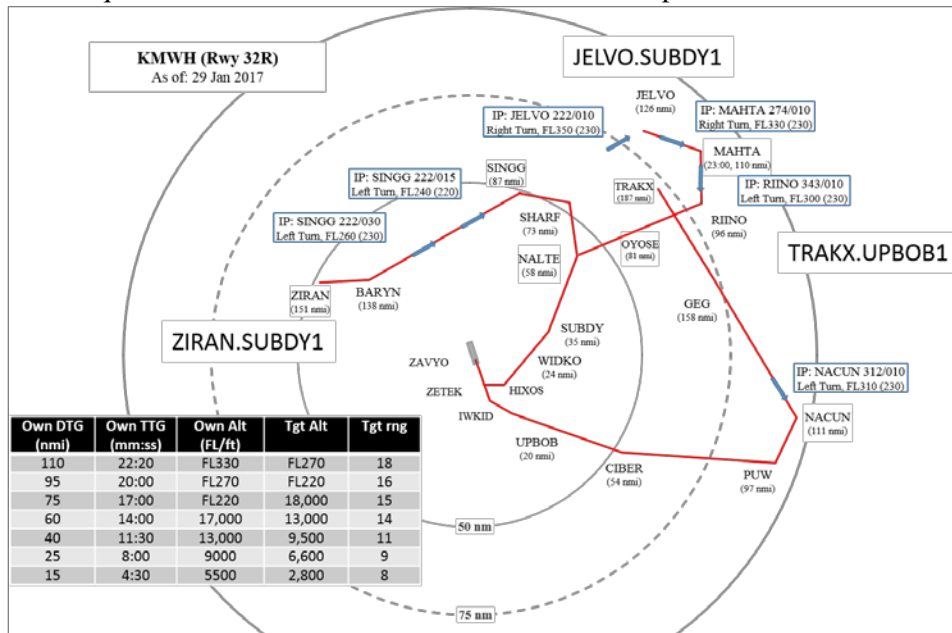 KMWH (Rwy 32R)
As of: 29 Jan 2017
JELVO.SUBDY1
JELVO
(126 nmi)
IP: JELVO 222/010
Right Turn, FL350 (230)
IP: MAHTA 274/010
Right Turn, FL330 (230)
MAHTA
(23:00, 110 nmi)
SINGG
(87 nmi)
IP: SINGG 222/015
Left Turn, FL240 (220)
TRAKX
(187 nmi)
IP: RIINO 343/010
Left Turn, FL300 (230)
IP: SINGG 222/030
Left Turn, FL260 (230)
SHARF
(73 nmi)
RIINO
(96 nmi)
OYOSE
(81 nmi)
NALTE
(58 nmi)
TRAKX.UPBOB1
ZIRAN
(151 nmi)
BARYN
(138 nmi)
GEG
(158 nmi)
ZIRAN.SUBDY1
SUBDY
(35 nmi)
ZAVYO
WIDKO
(24 nmi)
IP: NACUN 312/010
Left Turn, FL310 (230)
ZETEK
HIXOS
IWKID
NACUN
(111 nmi)
UPBOB
(20 nmi)
CIBER
(54 nmi)
PUW
(97 nmi)
Own DTG (nmi) Own TTG (mm:ss) Own Alt (FL/ft) Tgt Alt Tgt rng
110 22:20 FL330 FL270 18
95 20:00 FL270 FL220 16
75 17:00 FL220 18,000 15
60 14:00 17,000 13,000 14
40 11:30 13,000 9,500 11
25 8:00 9000 6,600 9
15 4:30 5500 2,800 8
50 nm
75 nm